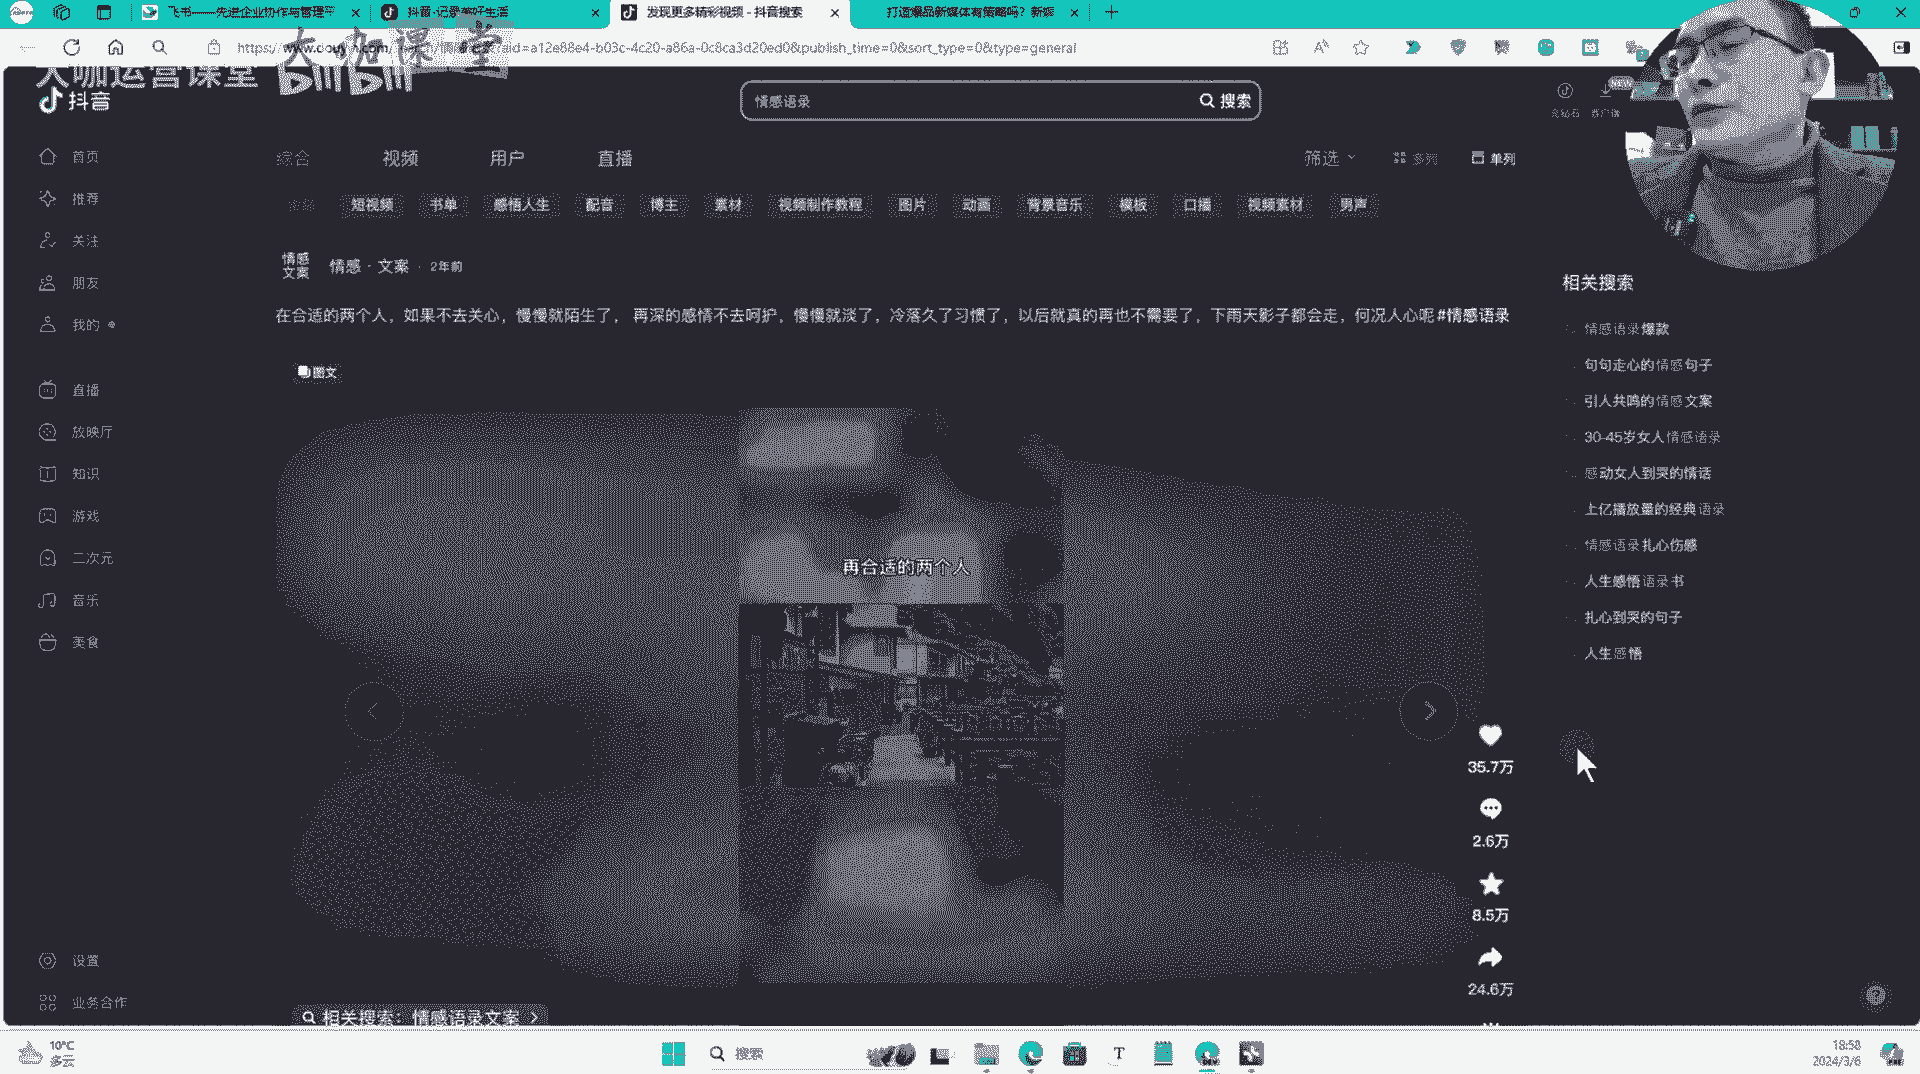 飞书——先进企业协作与管理平
抖音-记录美好生活
发现更多精彩视频 - 抖音搜索
打造爆品新媒体有策略吗？新媒
大咖课堂
大咖运营课堂
bilibili
抖音
情感语录
搜索
NEW
客户端
首页
推荐
关注
朋友
我的
直播
放映厅
知识
游戏
二次元
音乐
美食
设置
业务合作
综合 视频 用户 直播
筛选 多列 单列
短视频 书单 感悟人生 配音 博主 素材 视频制作教程 图片 动画 背景音乐 模板 口播 视频素材 男声
情感
文案
情感 · 文案 · 2年前
在合适的两个人，如果不去关心，慢慢就陌生了， 再深的感情不去呵护，慢慢就淡了，冷落久了习惯了，以后就真的再也不需要了，下雨天影子都会走，何况人心呢 #情感语录
图文
再合适的两个人
35.7万
2.6万
8.5万
24.6万
相关搜索：情感语录文案
相关搜索
情感语录爆款
句句走心的情感句子
引人共鸣的情感文案
30-45岁女人情感语录
感动女人到哭的情话
上亿播放量的经典语录
情感语录扎心伤感
人生感悟语录书
扎心到哭的句子
人生感悟
10°C
多云
搜索
18:58
2024/3/6